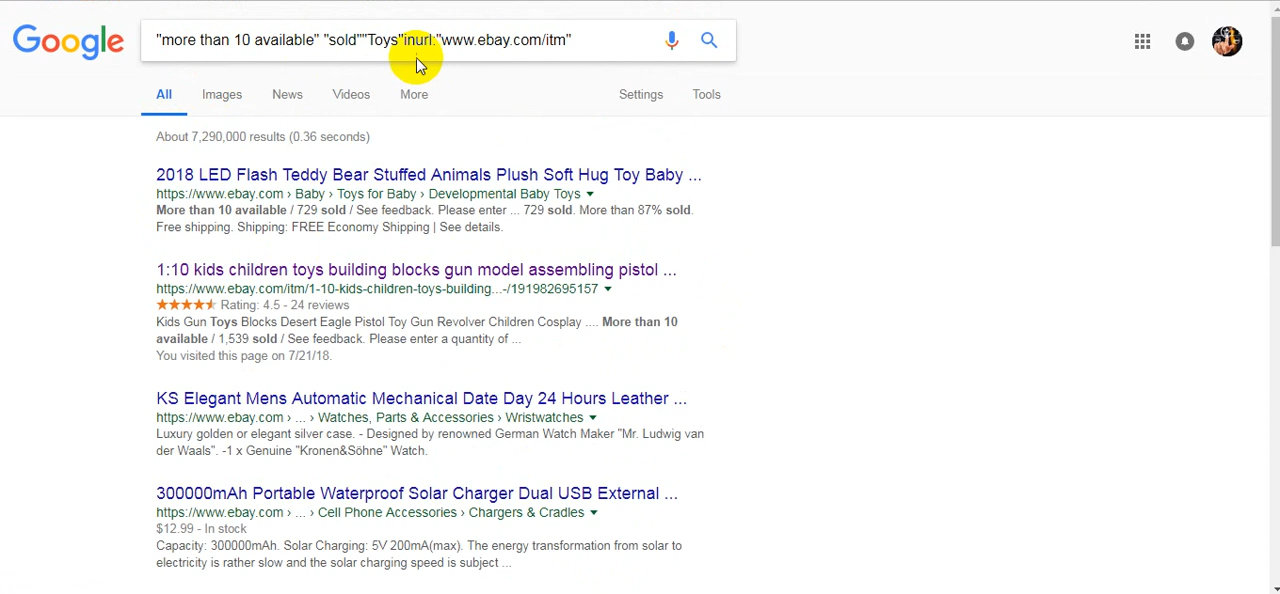 Google
"more than 10 available" "sold""Toys"inurl:"www.ebay.com/itm"
All Images News Videos More Settings Tools
About 7,290,000 results (0.36 seconds)
2018 LED Flash Teddy Bear Stuffed Animals Plush Soft Hug Toy Baby ...
https://www.ebay.com › Baby › Toys for Baby › Developmental Baby Toys
More than 10 available / 729 sold / See feedback. Please enter ... 729 sold. More than 87% sold.
Free shipping. Shipping: FREE Economy Shipping | See details.
1:10 kids children toys building blocks gun model assembling pistol ...
https://www.ebay.com/itm/1-10-kids-children-toys-building...-/191982695157
Rating: 4.5 - 24 reviews
Kids Gun Toys Blocks Desert Eagle Pistol Toy Gun Revolver Children Cosplay .... More than 10
available / 1,539 sold / See feedback. Please enter a quantity of ...
You visited this page on 7/21/18.
KS Elegant Mens Automatic Mechanical Date Day 24 Hours Leather ...
https://www.ebay.com › ... › Watches, Parts & Accessories › Wristwatches
Luxury golden or elegant silver case. - Designed by renowned German Watch Maker "Mr. Ludwig van
der Waals". -1 x Genuine "Kronen&Söhne" Watch.
300000mAh Portable Waterproof Solar Charger Dual USB External ...
https://www.ebay.com › ... › Cell Phone Accessories › Chargers & Cradles
$12.99 - In stock
Capacity: 300000mAh. Solar Charging: 5V 200mA(max). The energy transformation from solar to
electricity is rather slow and the solar charging speed is subject ...